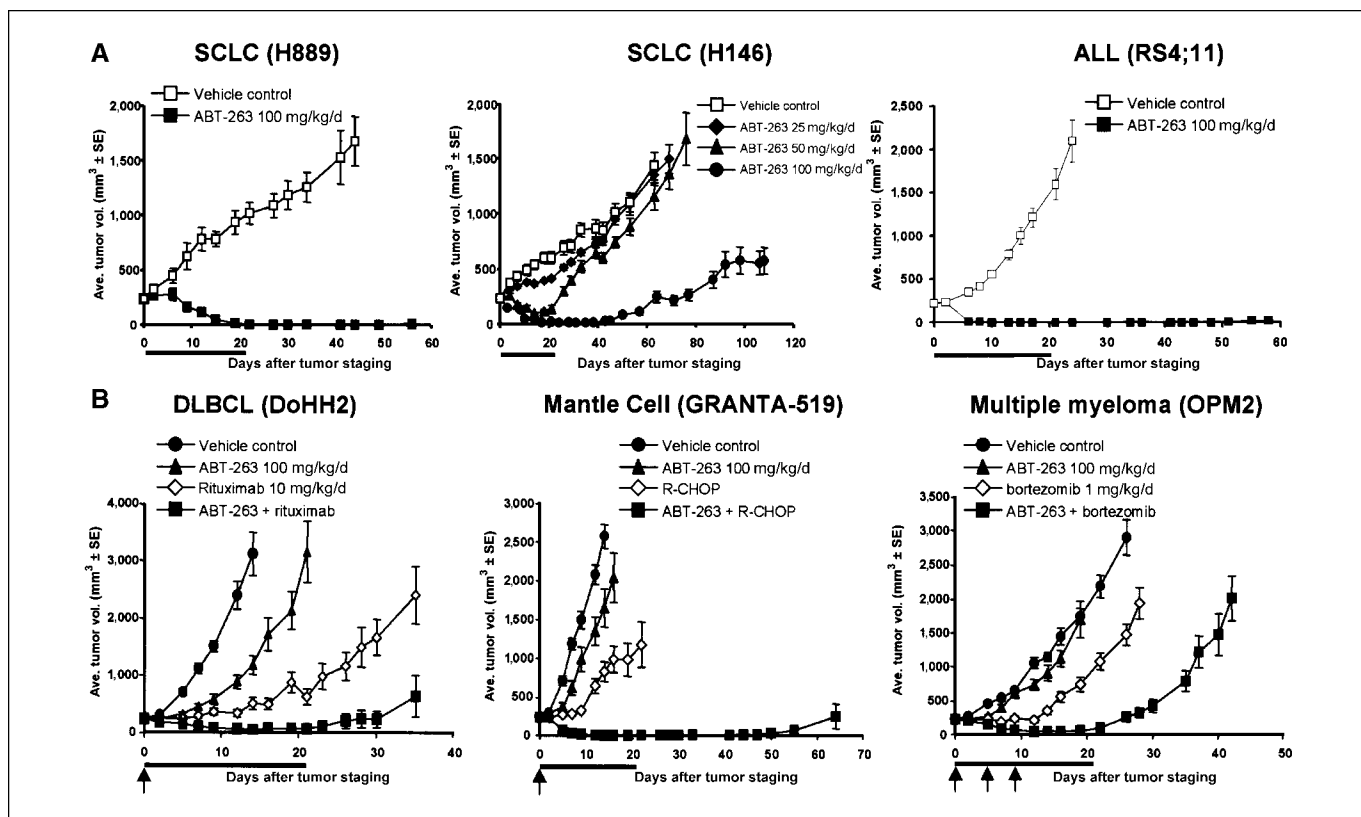 A
SCLC (H889)
Vehicle control
ABT-263 100 mg/kg/d
Ave. tumor vol. (mm³ ± SE)
2,000
1,500
1,000
500
0
0 10 20 30 40 50 60
Days after tumor staging
SCLC (H146)
Vehicle control
ABT-263 25 mg/kg/d
ABT-263 50 mg/kg/d
ABT-263 100 mg/kg/d
Ave. tumor vol. (mm³ ± SE)
2,000
1,500
1,000
500
0
0 20 40 60 80 100 120
Days after tumor staging
ALL (RS4;11)
Vehicle control
ABT-263 100 mg/kg/d
Ave. tumor vol. (mm³ ± SE)
2,500
2,000
1,500
1,000
500
0
0 10 20 30 40 50 60
Days after tumor staging
B
DLBCL (DoHH2)
Vehicle control
ABT-263 100 mg/kg/d
Rituximab 10 mg/kg/d
ABT-263 + rituximab
Ave. tumor vol. (mm³ ± SE)
4,000
3,000
2,000
1,000
0
0 10 20 30 40
Days after tumor staging
Mantle Cell (GRANTA-519)
Vehicle control
ABT-263 100 mg/kg/d
R-CHOP
ABT-263 + R-CHOP
Ave. tumor vol. (mm³ ± SE)
3,000
2,500
2,000
1,500
1,000
500
0
0 10 20 30 40 50 60 70
Days after tumor staging
Multiple myeloma (OPM2)
Vehicle control
ABT-263 100 mg/kg/d
bortezomib 1 mg/kg/d
ABT-263 + bortezomib
Ave. tumor vol. (mm³ ± SE)
3,500
3,000
2,500
2,000
1,500
1,000
500
0
0 10 20 30 40 50
Days after tumor staging